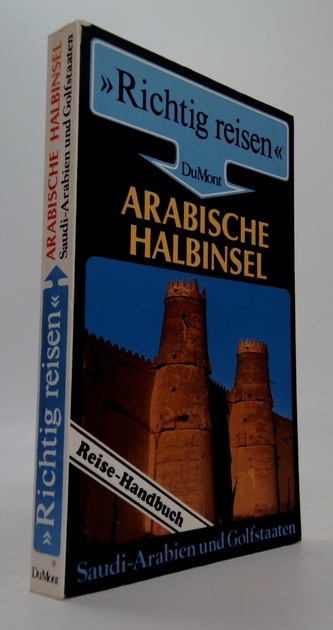 »Richtig reisen«
DuMont
ARABISCHE
HALBINSEL
Reise-Handbuch
Saudi-Arabien und Golfstaaten
ARABISCHE HALBINSEL
Saudi-Arabien und Golfstaaten
»Richtig reisen«
DuMont